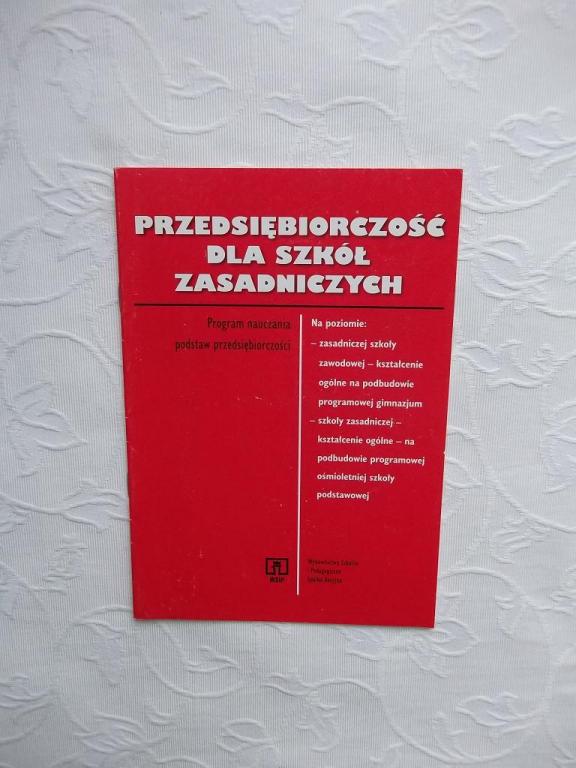 PRZEDSIĘBIORCZOŚĆ
DLA SZKÓŁ
ZASADNICZYCH
Program nauczania
podstaw przedsiębiorczości
Na poziomie:
– zasadniczej szkoły
zawodowej – kształcenie
ogólne na podbudowie
programowej gimnazjum
– szkoły zasadniczej –
kształcenie ogólne – na
podbudowie programowej
ośmioletniej szkoły
podstawowej
WSiP
Wydawnictwa Szkolne
i Pedagogiczne
Spółka Akcyjna